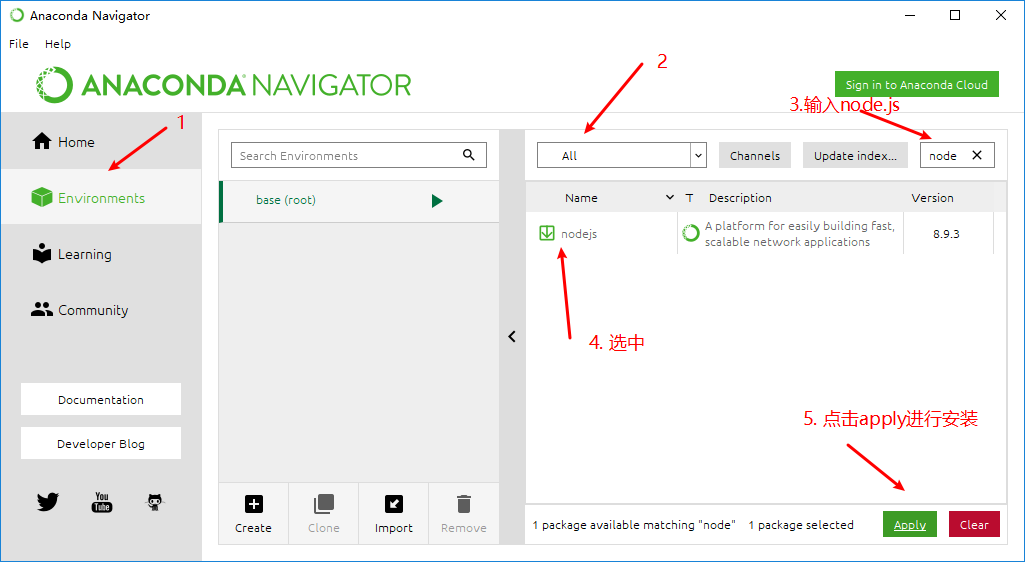 Anaconda Navigator
File Help
ANACONDA NAVIGATOR
Sign in to Anaconda Cloud
1
2
3.输入node.js
Home
Environments
Learning
Community
Documentation
Developer Blog
You Tube
Search Environments
base (root)
Create Clone Import Remove
All Channels Update index... node
Name T Description Version
nodejs A platform for easily building fast, 8.9.3
scalable network applications
4. 选中
5. 点击apply进行安装
1 package available matching "node" 1 package selected Apply Clear